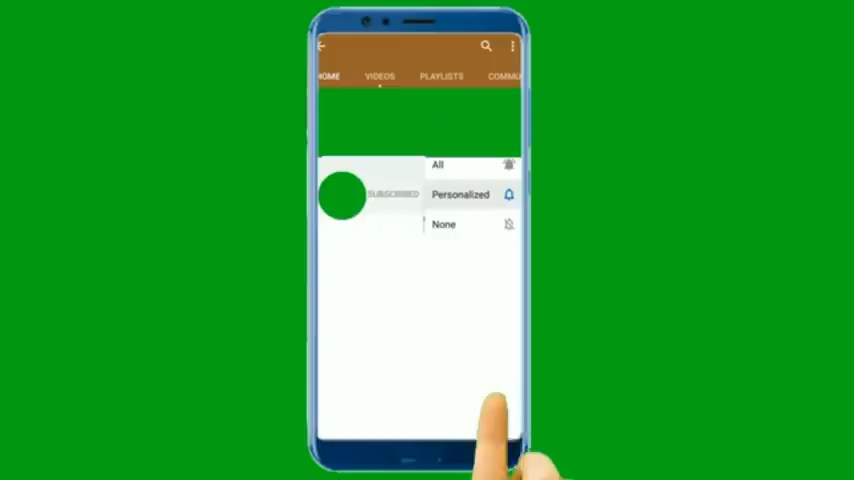 HOME VIDEOS PLAYLISTS COMMU
All
SUBSCRIBED Personalized
None